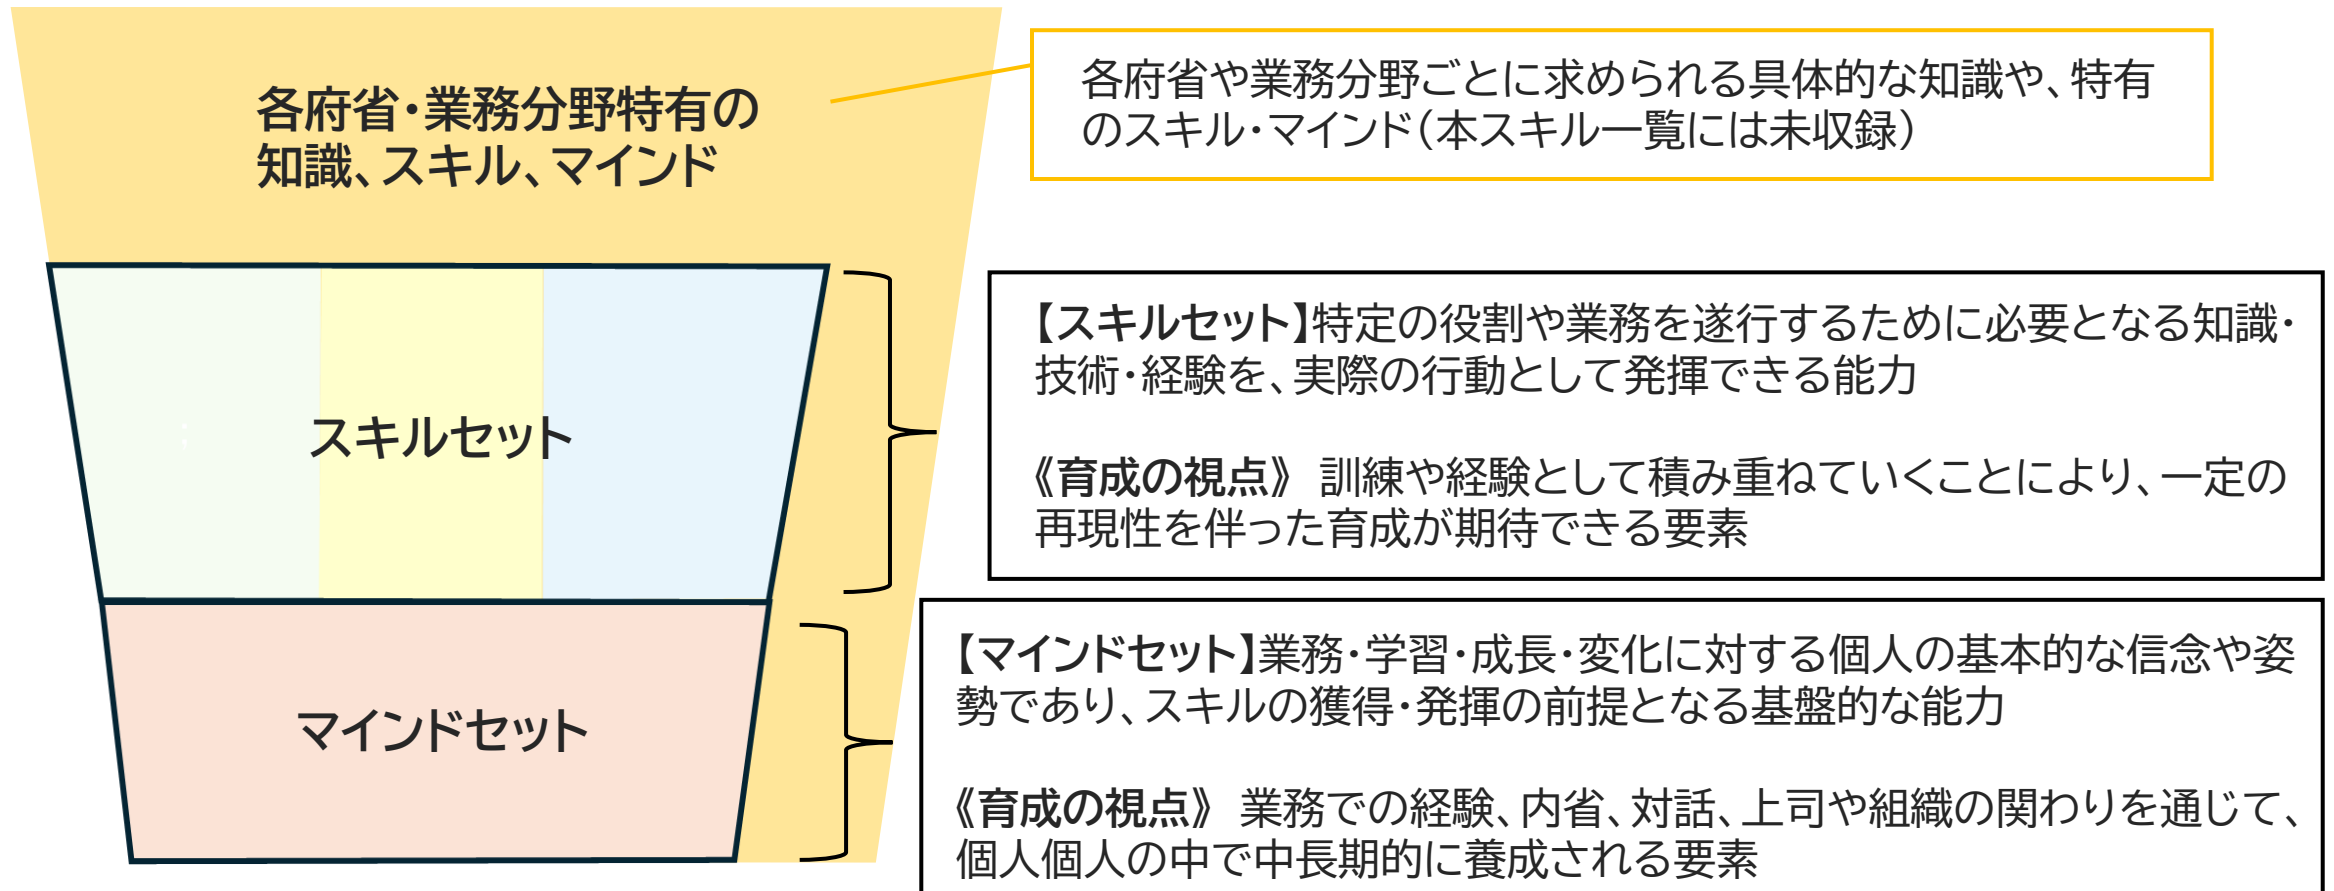 各府省・業務分野特有の
知識、スキル、マインド
各府省や業務分野ごとに求められる具体的な知識や、特有
のスキル・マインド（本スキル一覧には未収録）
スキルセット
【スキルセット】特定の役割や業務を遂行するために必要となる知識・
技術・経験を、実際の行動として発揮できる能力
《育成の視点》 訓練や経験として積み重ねていくことにより、一定の
再現性を伴った育成が期待できる要素
マインドセット
【マインドセット】業務・学習・成長・変化に対する個人の基本的な信念や姿
勢であり、スキルの獲得・発揮の前提となる基盤的な能力
《育成の視点》 業務での経験、内省、対話、上司や組織の関わりを通じて、
個人個人の中で中長期的に養成される要素